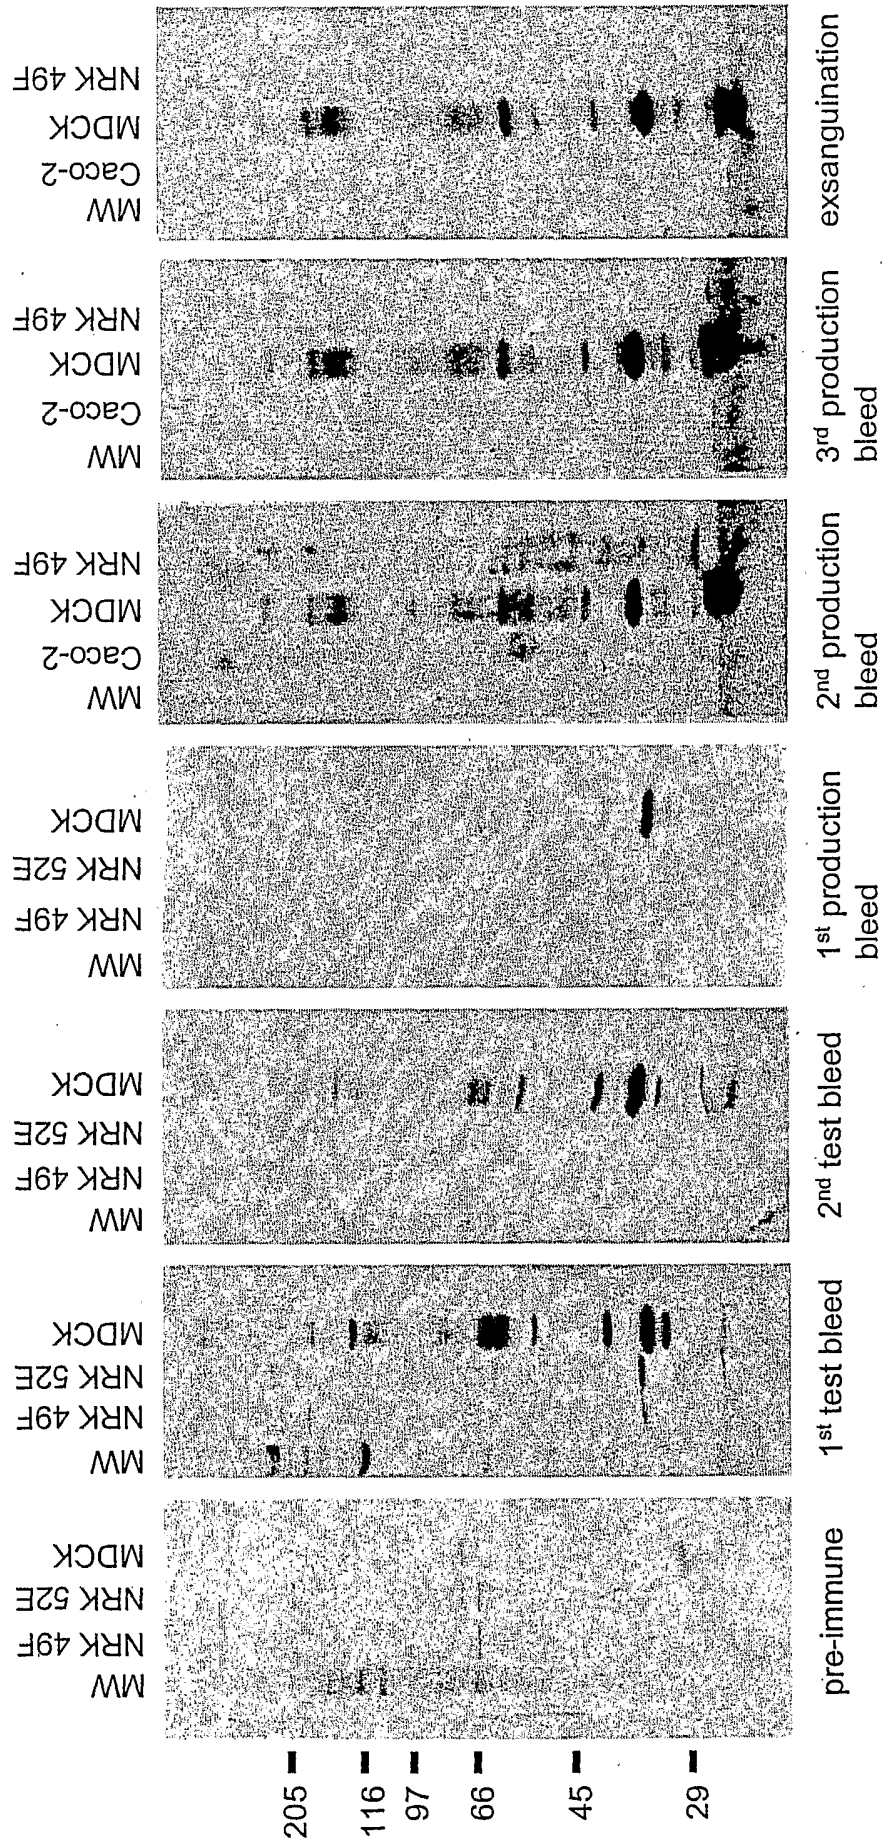 205
116
97
66
45
29
MW
NRK 49F
NRK 52E
MDCK
pre-immune
MW
NRK 49F
NRK 52E
MDCK
1st test bleed
MW
NRK 49F
NRK 52E
MDCK
2nd test bleed
MW
NRK 49F
NRK 52E
MDCK
1st production
bleed
MW
Caco-2
MDCK
NRK 49F
2nd production
bleed
MW
Caco-2
MDCK
NRK 49F
3rd production
bleed
MW
Caco-2
MDCK
NRK 49F
exsanguination